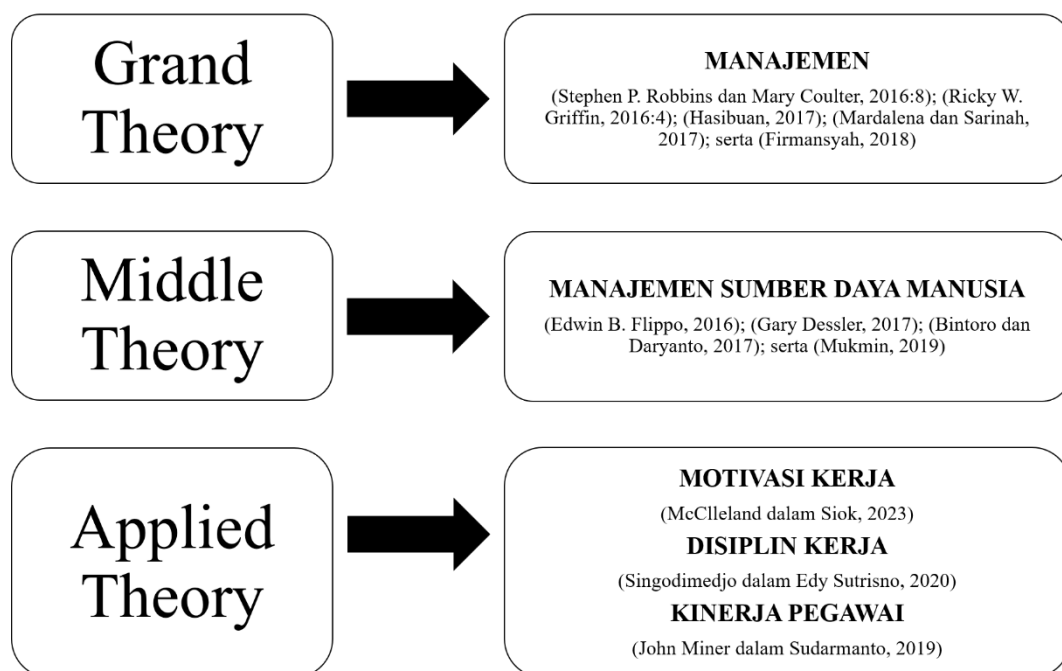 Grand
Theory
MANAJEMEN
(Stephen P. Robbins dan Mary Coulter, 2016:8); (Ricky W.
Griffin, 2016:4); (Hasibuan, 2017); (Mardalena dan Sarinah,
2017); serta (Firmansyah, 2018)
Middle
Theory
MANAJEMEN SUMBER DAYA MANUSIA
(Edwin B. Flippo, 2016); (Gary Dessler, 2017); (Bintoro dan
Daryanto, 2017); serta (Mukmin, 2019)
Applied
Theory
MOTIVASI KERJA
(McClleland dalam Siok, 2023)
DISIPLIN KERJA
(Singodimedjo dalam Edy Sutrisno, 2020)
KINERJA PEGAWAI
(John Miner dalam Sudarmanto, 2019)